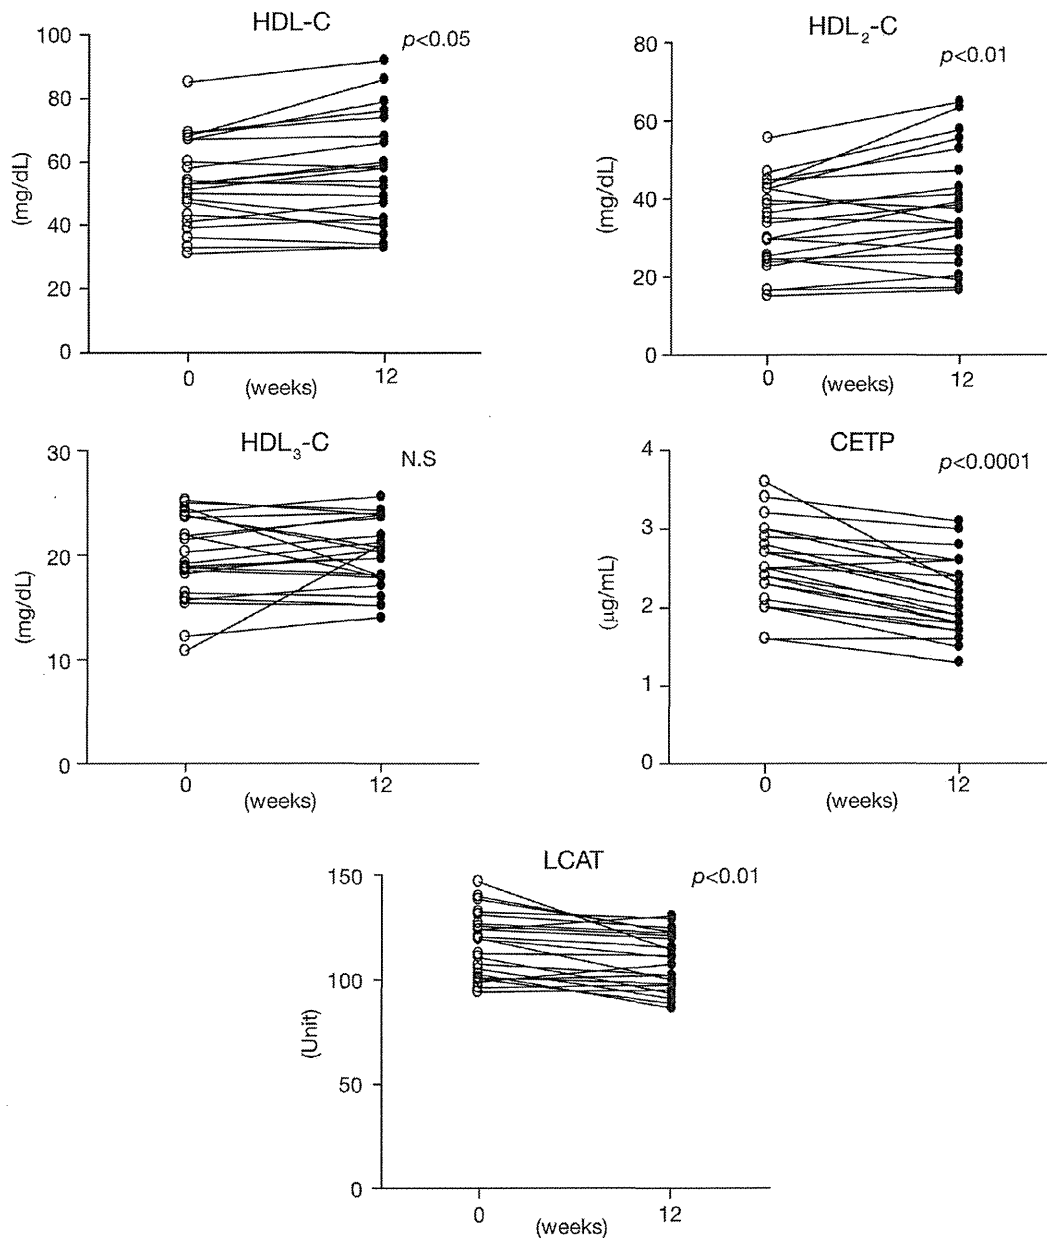 HDL-C
p<0.05
100
80
60
40
20
0
(mg/dL)
0
12
(weeks)
HDL₂-C
p<0.01
80
60
40
20
0
(mg/dL)
0
12
(weeks)
HDL₃-C
N.S
30
20
10
0
(mg/dL)
0
12
(weeks)
CETP
p<0.0001
4
3
2
1
0
(μg/mL)
0
12
(weeks)
LCAT
p<0.01
150
100
50
0
(Unit)
0
12
(weeks)